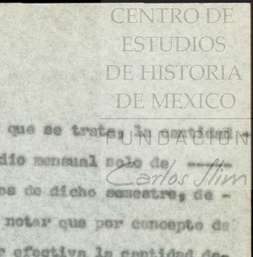 CENTRO DE
ESTUDIOS
DE HISTORIA
DE MEXICO
FUNDACIÓN
Carlos Slim
que se trate, la cantidad -
dio mensual solo de -----
os de dicho semestre, de -
notar que por concepto de
r efectiva la cantidad de-